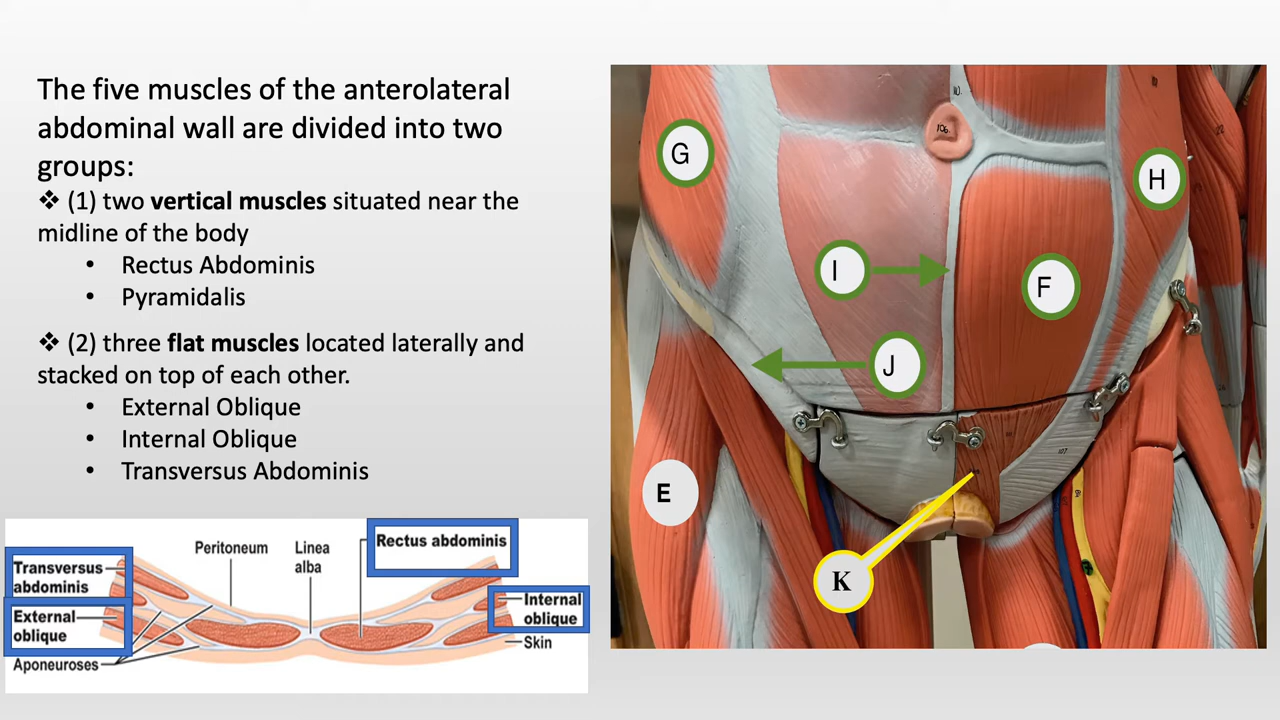 The five muscles of the anterolateral
abdominal wall are divided into two
groups:
❖ (1) two vertical muscles situated near the
midline of the body
• Rectus Abdominis
• Pyramidalis
❖ (2) three flat muscles located laterally and
stacked on top of each other.
• External Oblique
• Internal Oblique
• Transversus Abdominis
Peritoneum
Linea
alba
Rectus abdominis
Transversus
abdominis
External
oblique
Aponeuroses
Internal
oblique
Skin
106
G
H
I
F
J
E
K